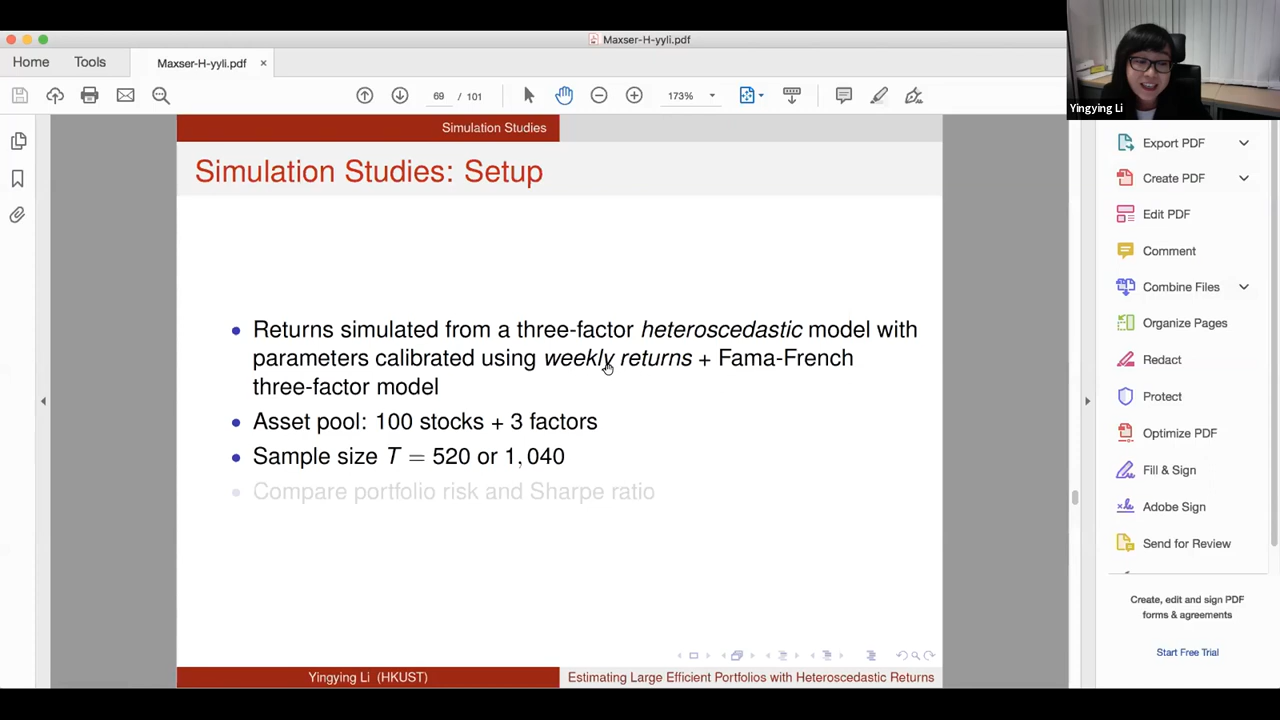 Maxser-H-yyli.pdf
Home
Tools
Maxser-H-yyli.pdf ×
69 / 101
173%
Yingying Li
Simulation Studies
Simulation Studies: Setup
• Returns simulated from a three-factor heteroscedastic model with
parameters calibrated using weekly returns + Fama-French
three-factor model
• Asset pool: 100 stocks + 3 factors
• Sample size T = 520 or 1,040
• Compare portfolio risk and Sharpe ratio
Yingying Li (HKUST)
Estimating Large Efficient Portfolios with Heteroscedastic Returns
Export PDF
Create PDF
Edit PDF
Comment
Combine Files
Organize Pages
Redact
Protect
Optimize PDF
Fill & Sign
Adobe Sign
Send for Review
Create, edit and sign PDF
forms & agreements
Start Free Trial